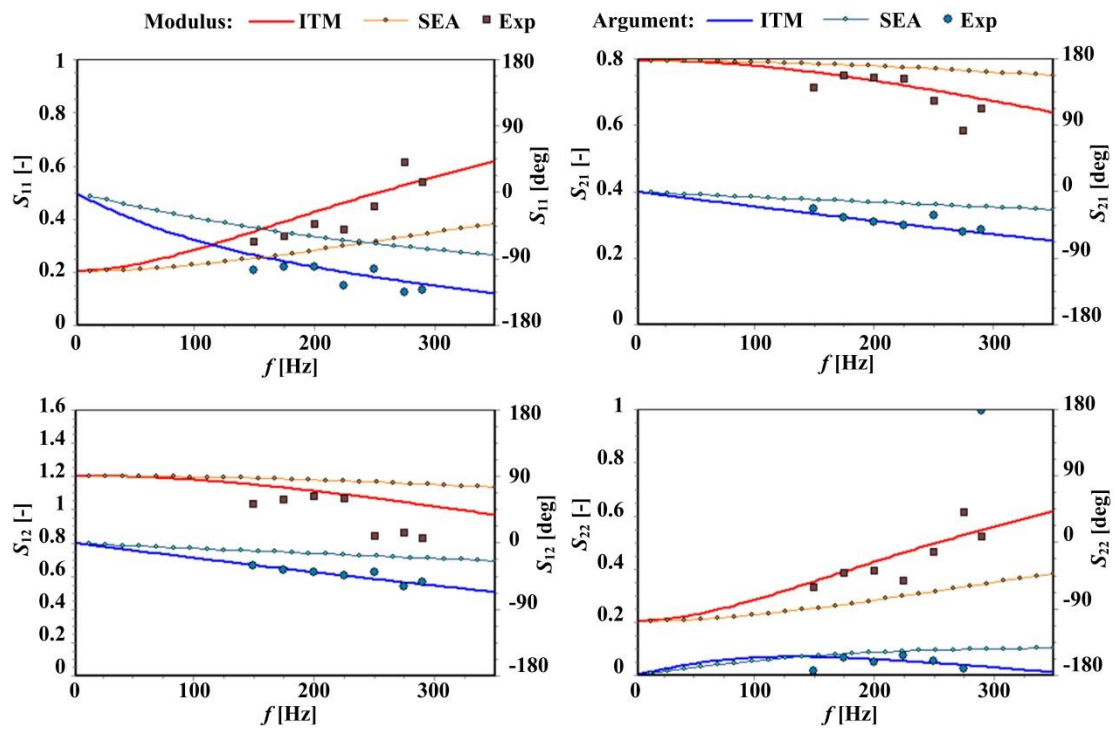 Modulus: ITM SEA Exp Argument: ITM SEA Exp
1
0.8
0.6
0.4
0.2
0
S11 [-]
180
90
0
-90
-180
S11 [deg]
0 100 200 300
f [Hz]
0.8
0.6
0.4
0.2
0
S21 [-]
180
90
0
-90
-180
S21 [deg]
0 100 200 300
f [Hz]
1.6
1.4
1.2
1
0.8
0.6
0.4
0.2
0
S12 [-]
180
90
0
-90
-180
S12 [deg]
0 100 200 300
f [Hz]
1
0.8
0.6
0.4
0.2
0
S22 [-]
180
90
0
-90
-180
S22 [deg]
0 100 200 300
f [Hz]